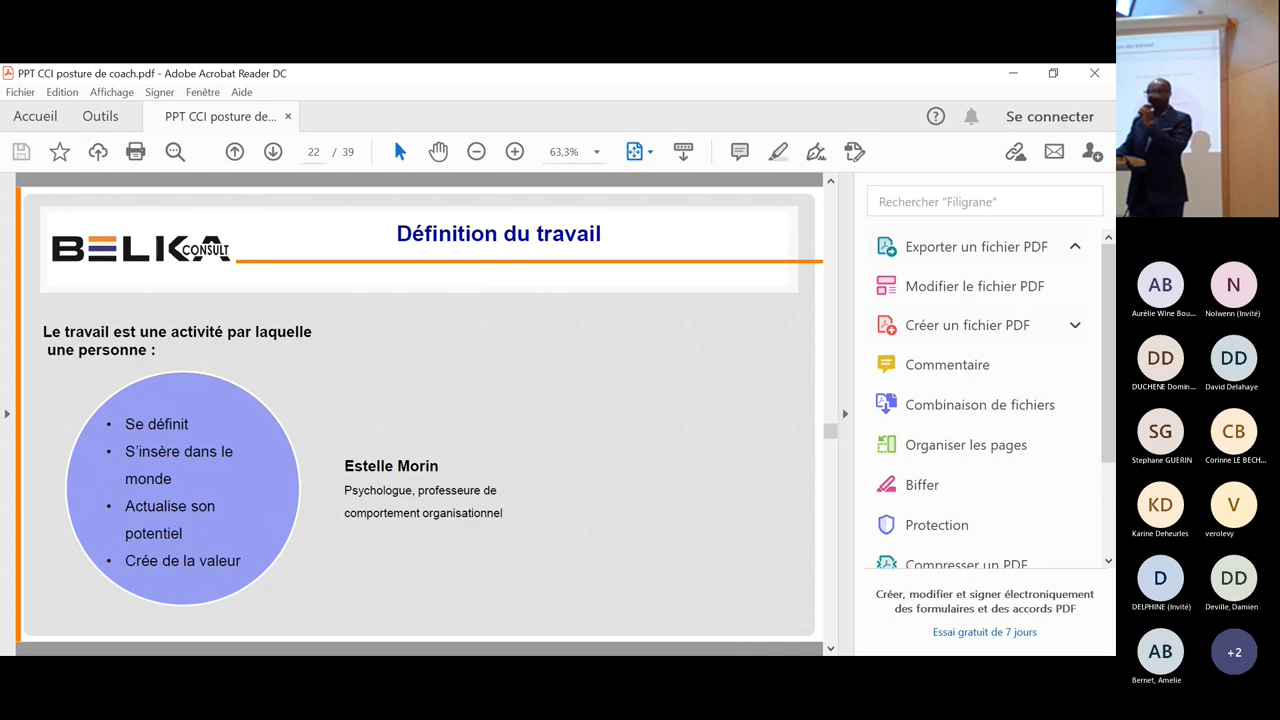 PPT CCI posture de coach.pdf - Adobe Acrobat Reader DC
Fichier Edition Affichage Signer Fenêtre Aide
Accueil Outils PPT CCI posture de... × Se connecter
22 / 39 63,3%
BELIKA CONSULT
Définition du travail
Le travail est une activité par laquelle
une personne :
• Se définit
• S'insère dans le
monde
• Actualise son
potentiel
• Crée de la valeur
Estelle Morin
Psychologue, professeure de
comportement organisationnel
Rechercher "Filigrane"
Exporter un fichier PDF
Modifier le fichier PDF
Créer un fichier PDF
Commentaire
Combinaison de fichiers
Organiser les pages
Biffer
Protection
Compresser un PDF
Créer, modifier et signer électroniquement
des formulaires et des accords PDF
Essai gratuit de 7 jours
AB N
Aurélie Wine Bou... Nolwenn (Invité)
DD DD
DUCHENE Domin... David Delahaye
SG CB
Stephane GUERIN Corinne LE BECH...
KD V
Karine Deheurles verolevy
D DD
DELPHINE (Invité) Deville, Damien
AB +2
Bernet, Amelie